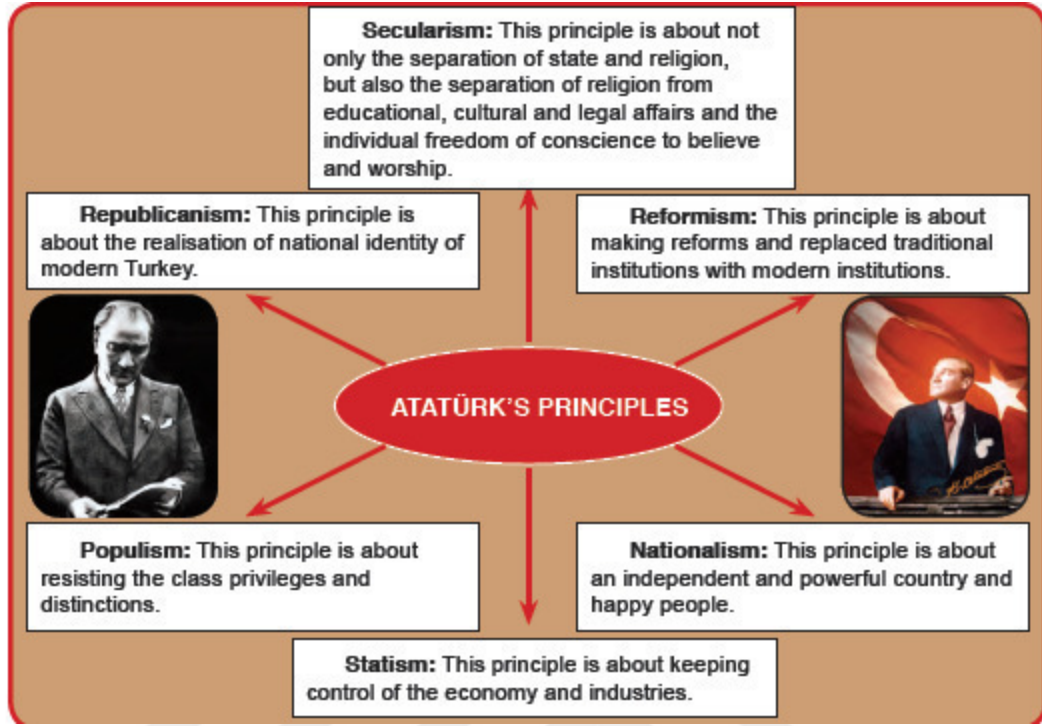 Secularism: This principle is about not
only the separation of state and religion,
but also the separation of religion from
educational, cultural and legal affairs and the
individual freedom of conscience to believe
and worship.
Republicanism: This principle is
about the realisation of national identity of
modern Turkey.
Reformism: This principle is about
making reforms and replaced traditional
institutions with modern institutions.
ATATÜRK'S PRINCIPLES
Populism: This principle is about
resisting the class privileges and
distinctions.
Nationalism: This principle is about
an independent and powerful country and
happy people.
Statism: This principle is about keeping
control of the economy and industries.